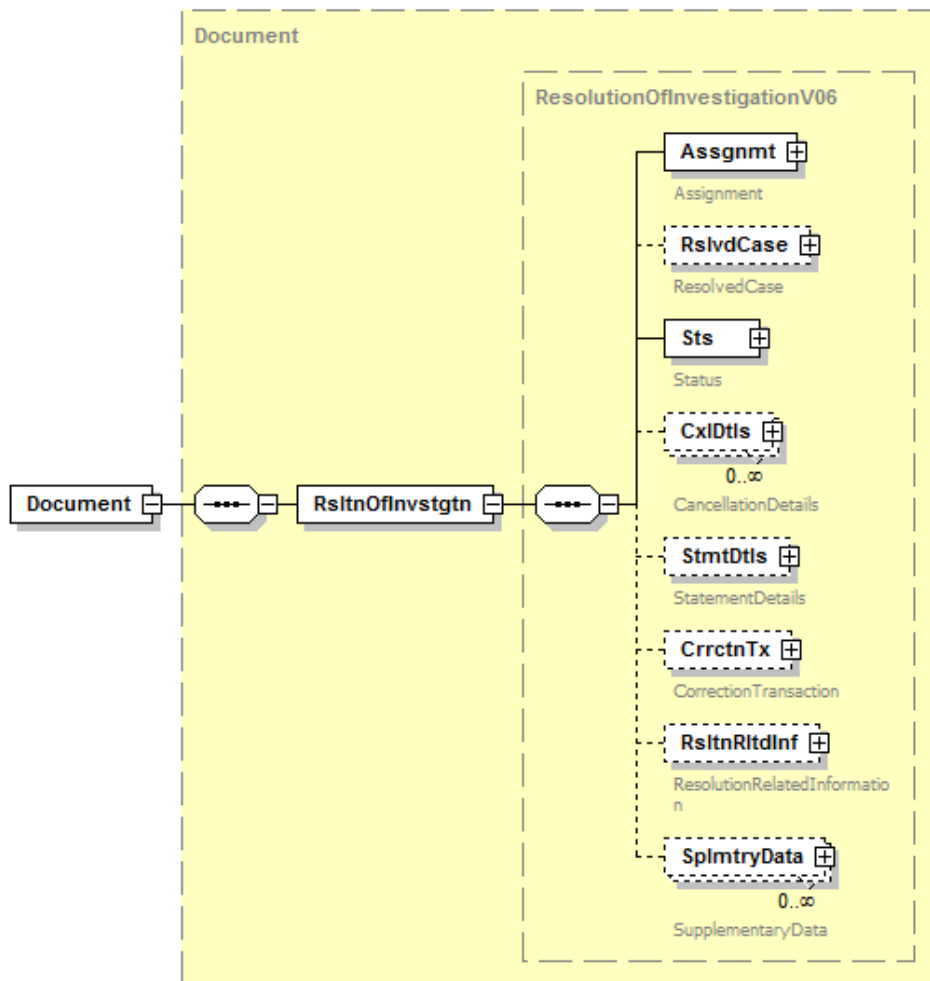 Document
ResolutionOfInvestigationV06
Assgnmt
Assignment
RslvdCase
ResolvedCase
Sts
Status
CxlDtls
0..∞
CancellationDetails
Document
RsltnOfInvstgtn
StmtDtls
StatementDetails
CrrctnTx
CorrectionTransaction
RsltnRltdInf
ResolutionRelatedInformatio
n
SplmtryData
0..∞
SupplementaryData